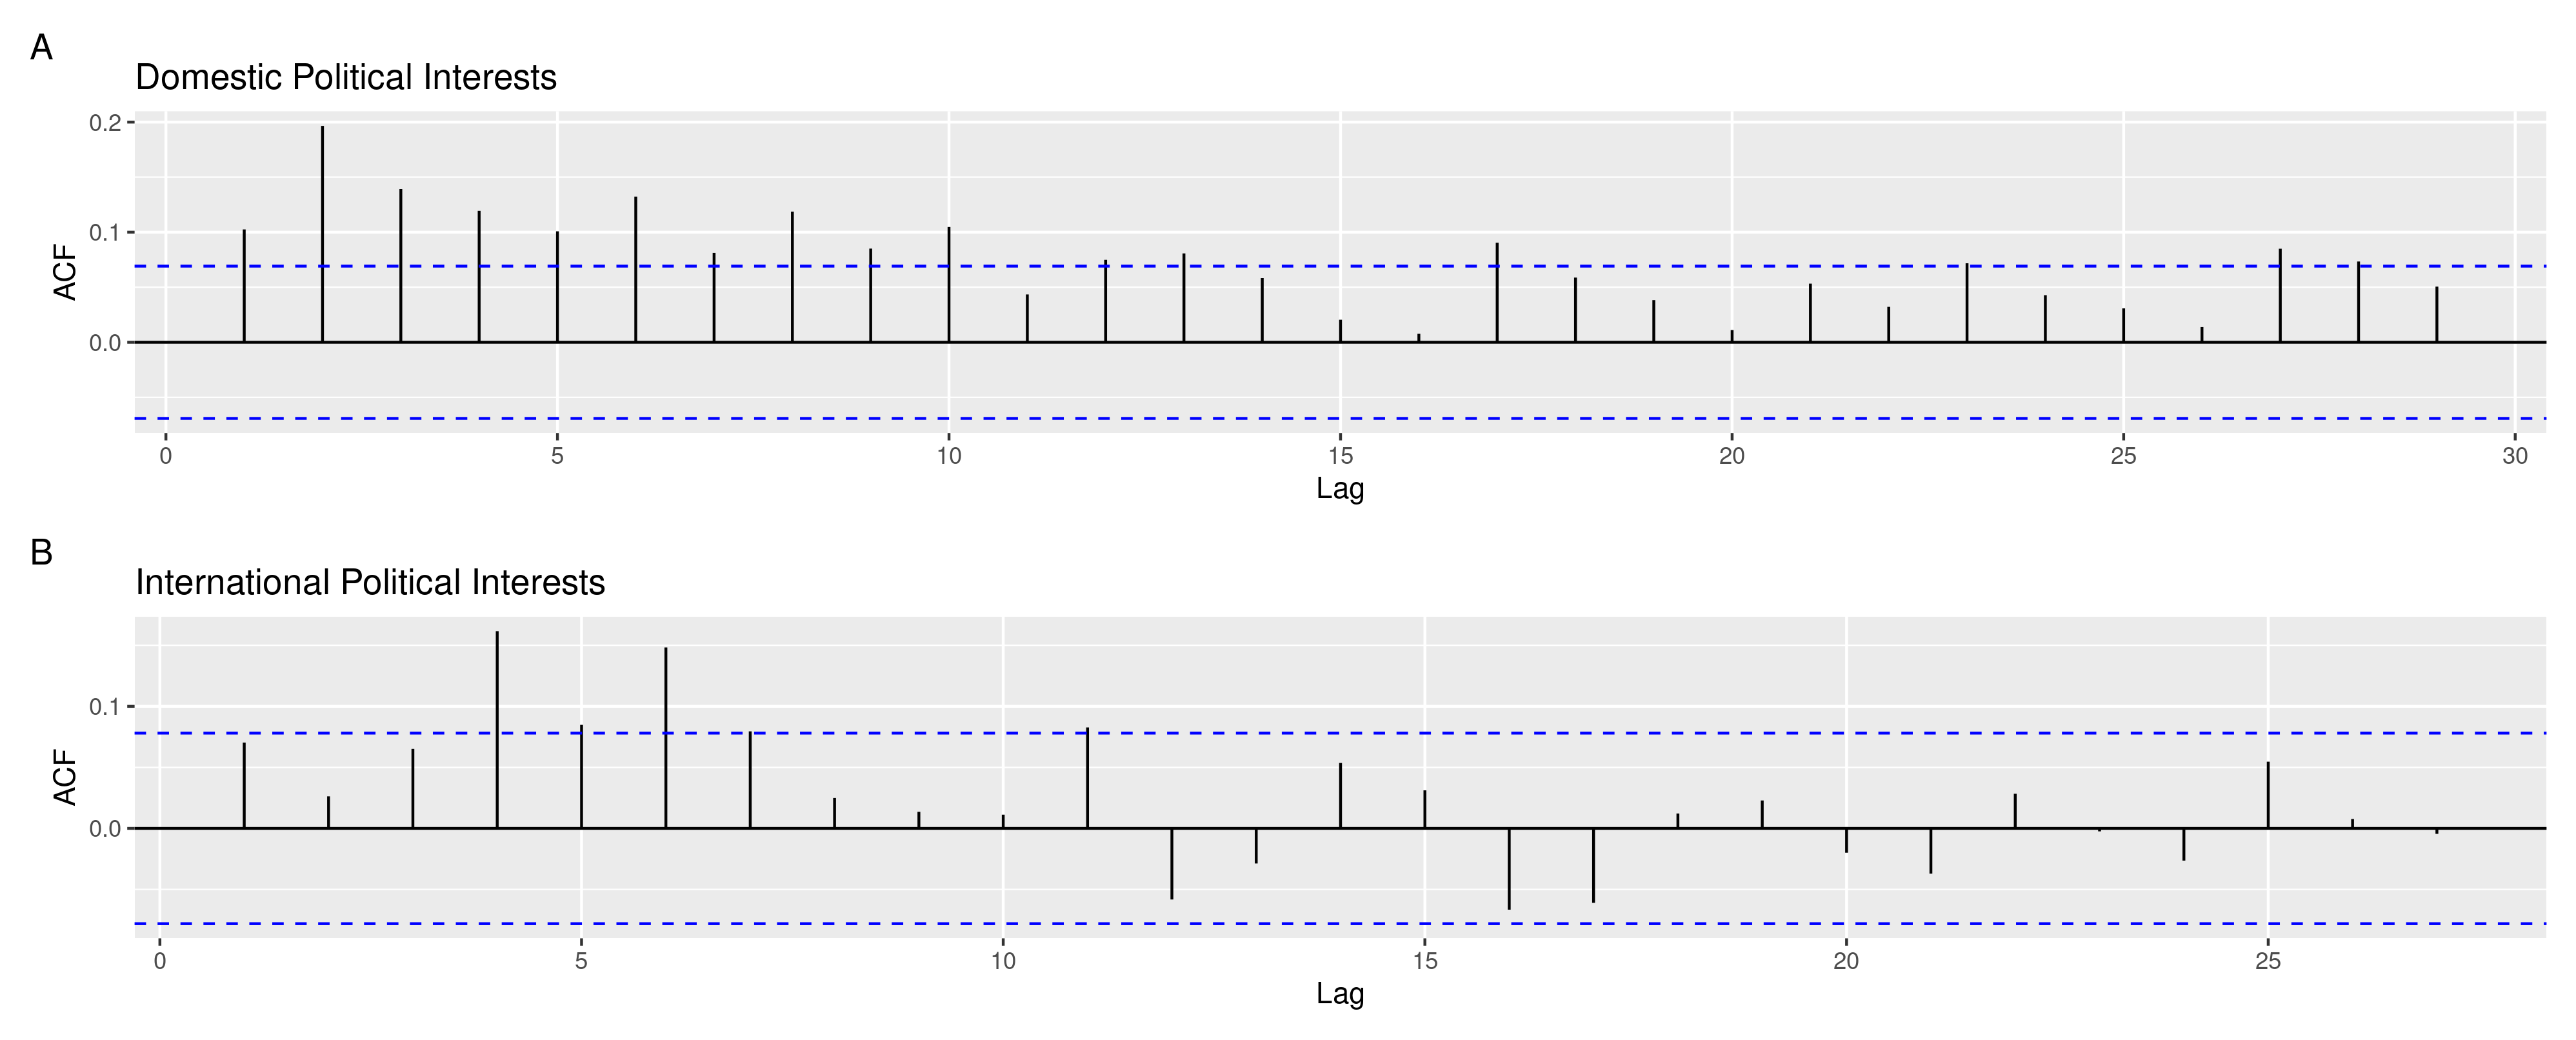 A
Domestic Political Interests
0.2
0.1
0.0
ACF
0 5 10 15 20 25 30
Lag
B
International Political Interests
0.1
0.0
ACF
0 5 10 15 20 25
Lag